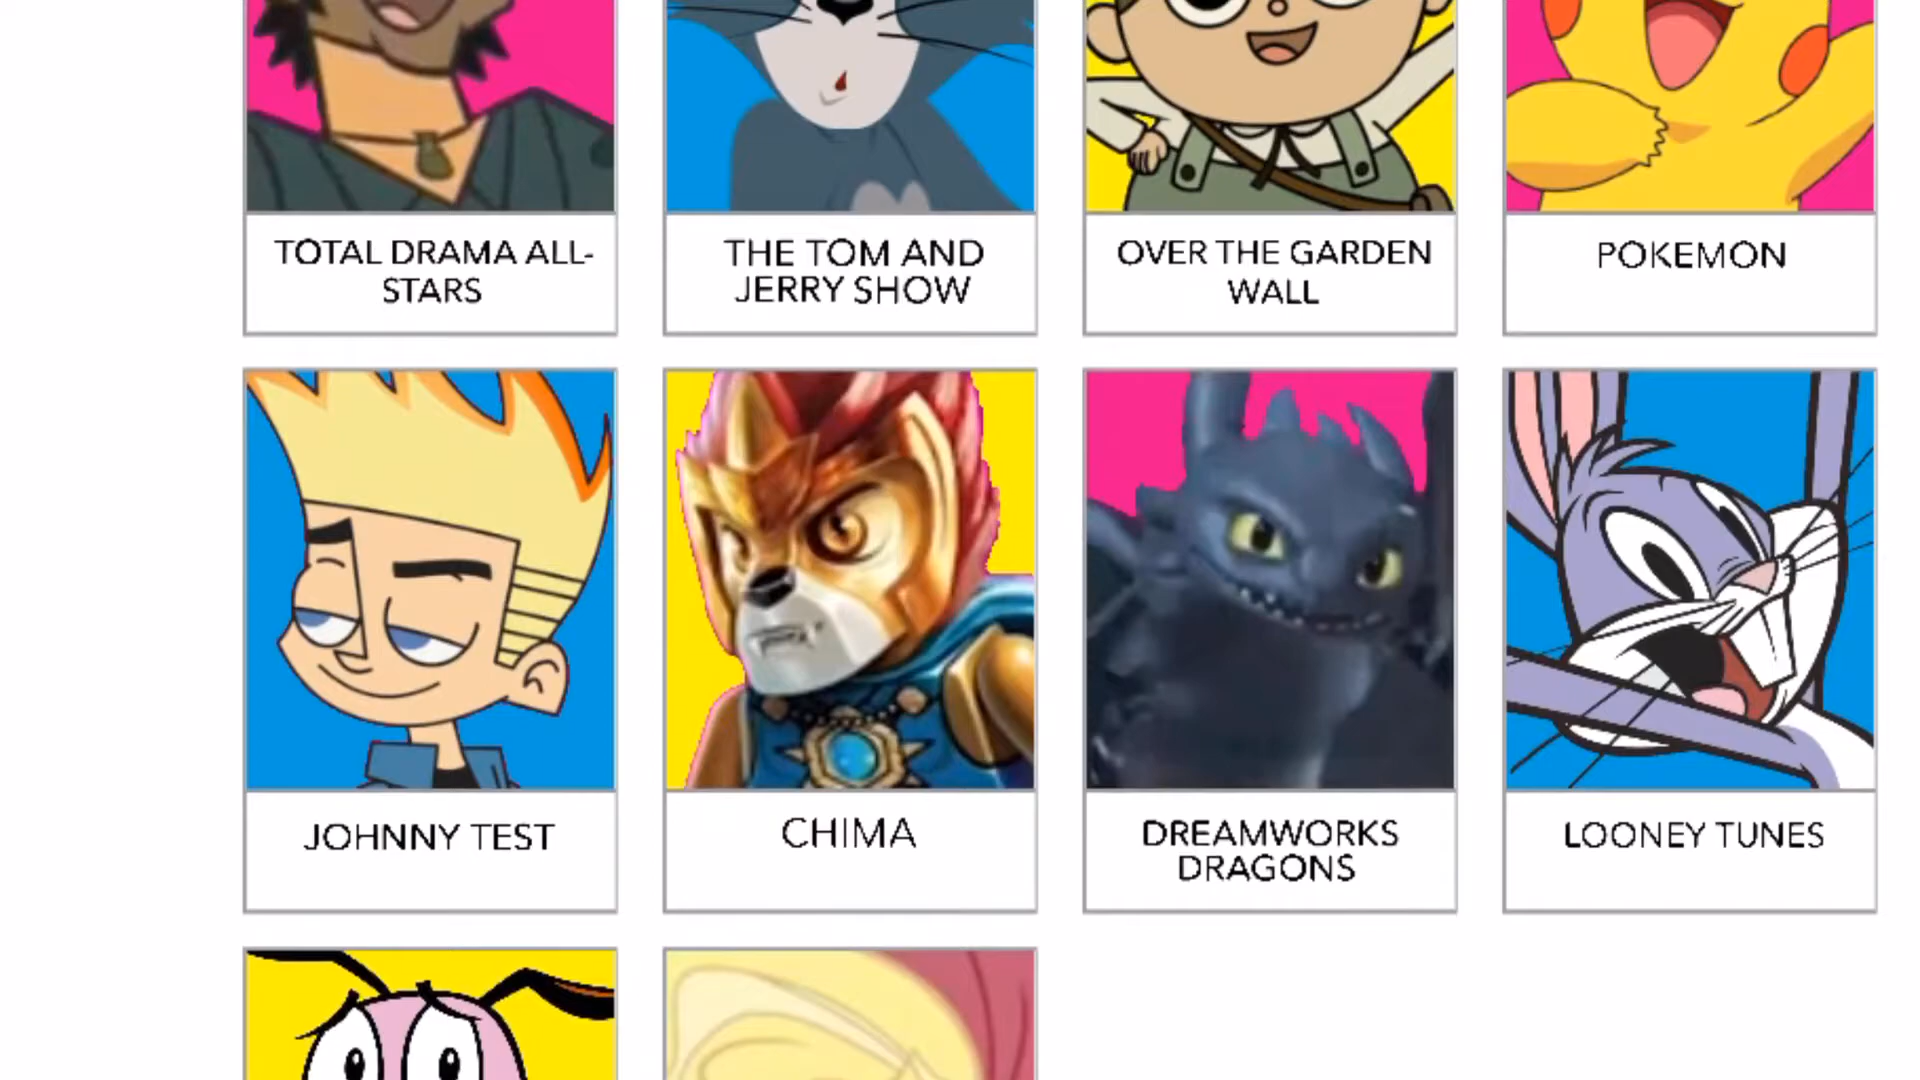 TOTAL DRAMA ALL-
STARS
THE TOM AND
JERRY SHOW
OVER THE GARDEN
WALL
POKEMON
JOHNNY TEST
CHIMA
DREAMWORKS
DRAGONS
LOONEY TUNES